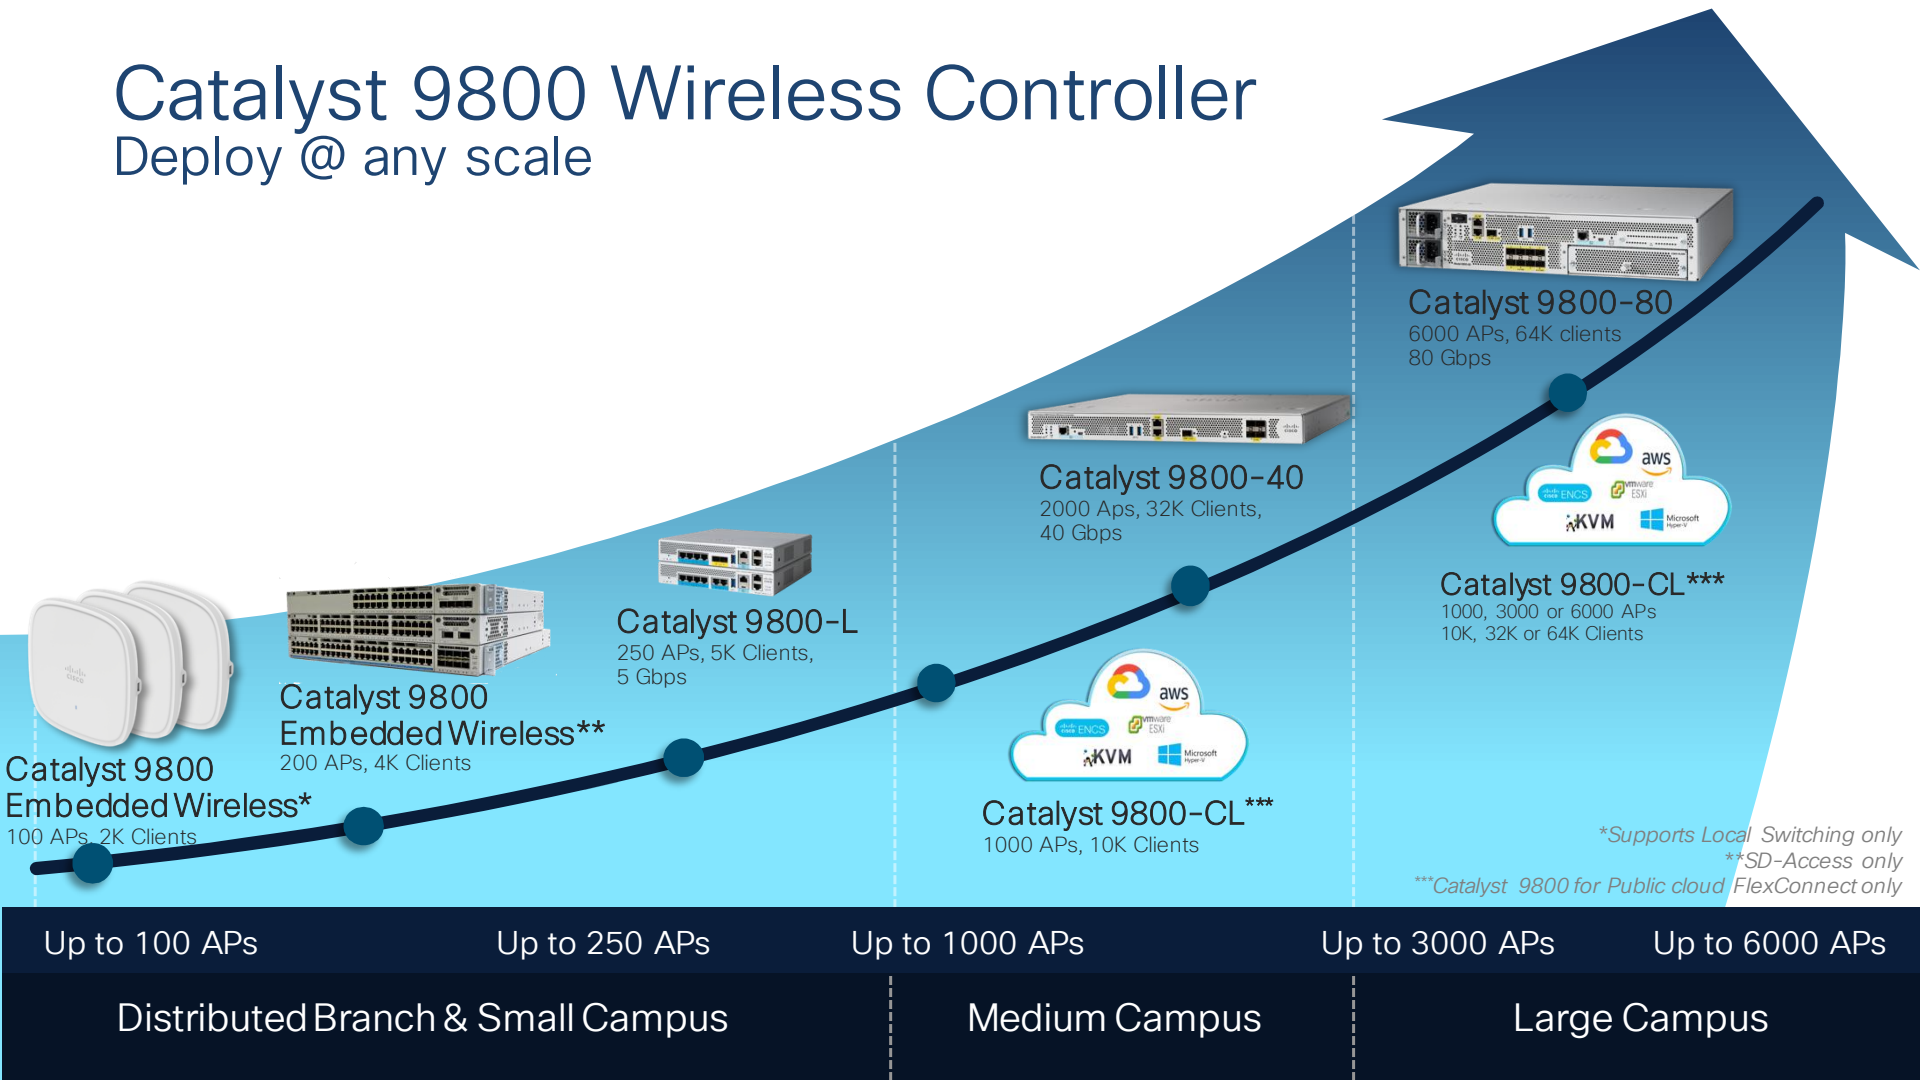 Catalyst 9800 Wireless Controller
Deploy @ any scale
Catalyst 9800-80
6000 APs, 64K clients
80 Gbps
Catalyst 9800-40
2000 Aps, 32K Clients,
40 Gbps
aws
CISCO ENCS
vmware
ESXi
KVM
Microsoft
Hyper-V
Catalyst 9800-CL***
1000, 3000 or 6000 APs
10K, 32K or 64K Clients
Catalyst 9800-L
250 APs, 5K Clients,
5 Gbps
aws
CISCO ENCS
vmware
ESXi
KVM
Microsoft
Hyper-V
Catalyst 9800-CL***
1000 APs, 10K Clients
Catalyst 9800
Embedded Wireless**
200 APs, 4K Clients
CISCO
Catalyst 9800
Embedded Wireless*
100 APs, 2K Clients
*Supports Local Switching only
**SD-Access only
***Catalyst 9800 for Public cloud FlexConnect only
Up to 100 APs
Up to 250 APs
Up to 1000 APs
Up to 3000 APs
Up to 6000 APs
Distributed Branch & Small Campus
Medium Campus
Large Campus